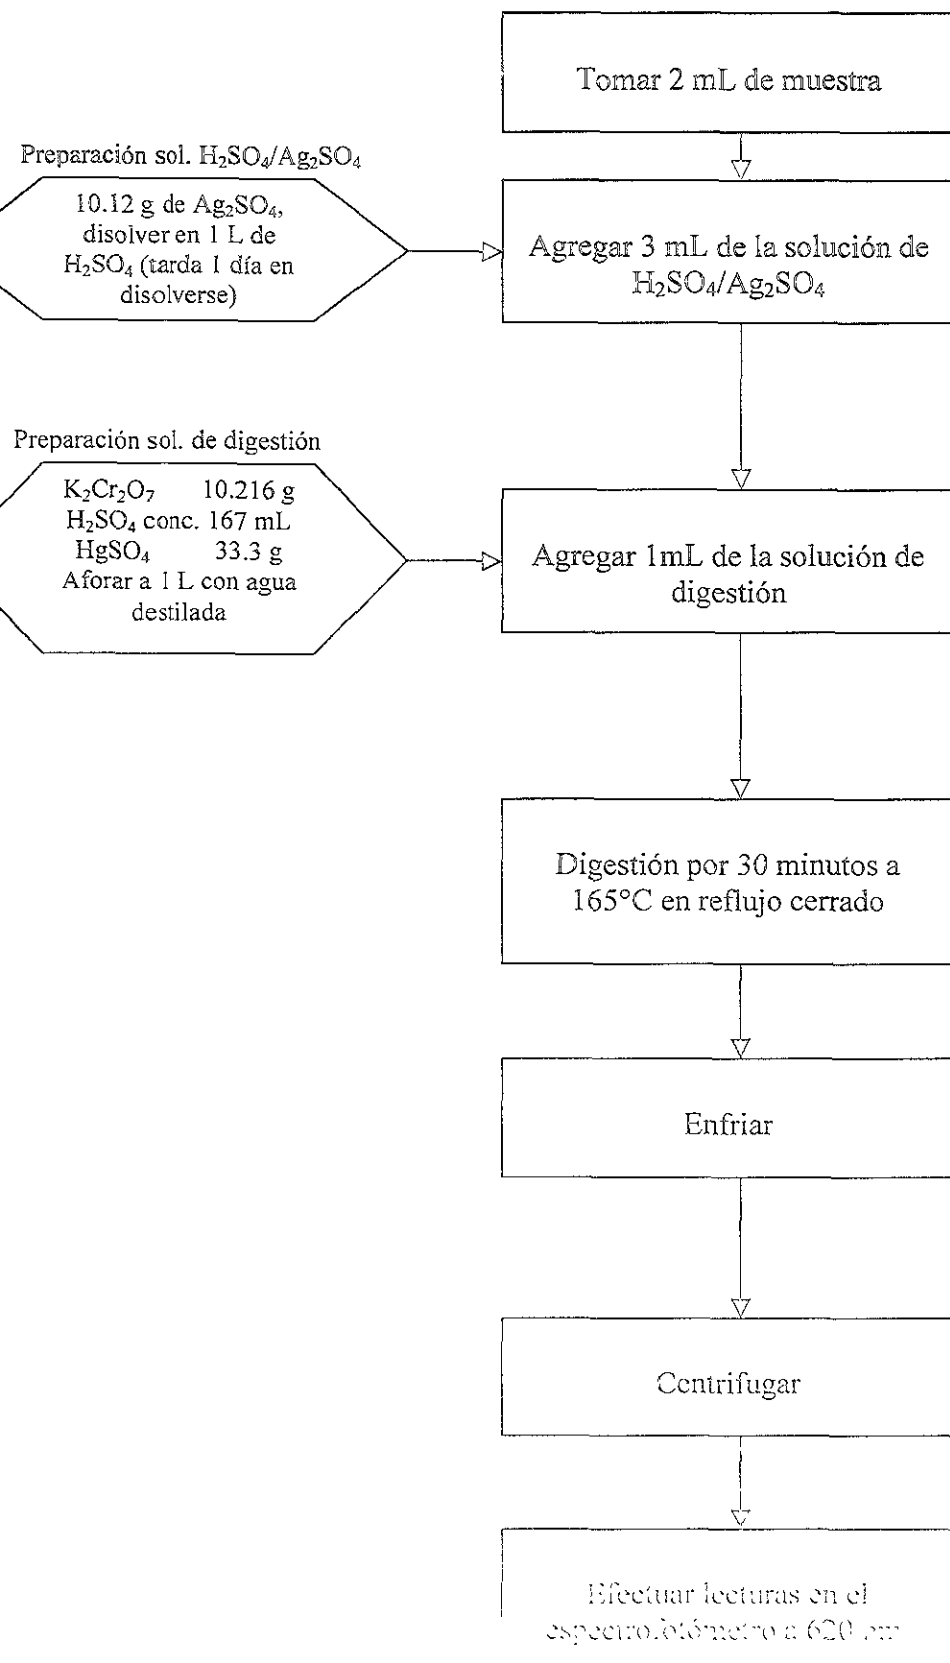 Tomar 2 mL de muestra
Preparación sol. H₂SO₄/Ag₂SO₄
10.12 g de Ag₂SO₄,
disolver en 1 L de
H₂SO₄ (tarda 1 día en
disolverse)
Agregar 3 mL de la solución de
H₂SO₄/Ag₂SO₄
Preparación sol. de digestión
K₂Cr₂O₇ 10.216 g
H₂SO₄ conc. 167 mL
HgSO₄ 33.3 g
Aforar a 1 L con agua
destilada
Agregar 1mL de la solución de
digestión
Digestión por 30 minutos a
165°C en reflujo cerrado
Enfriar
Centrifugar
Efectuar lecturas en el
espectrofotómetro a 620